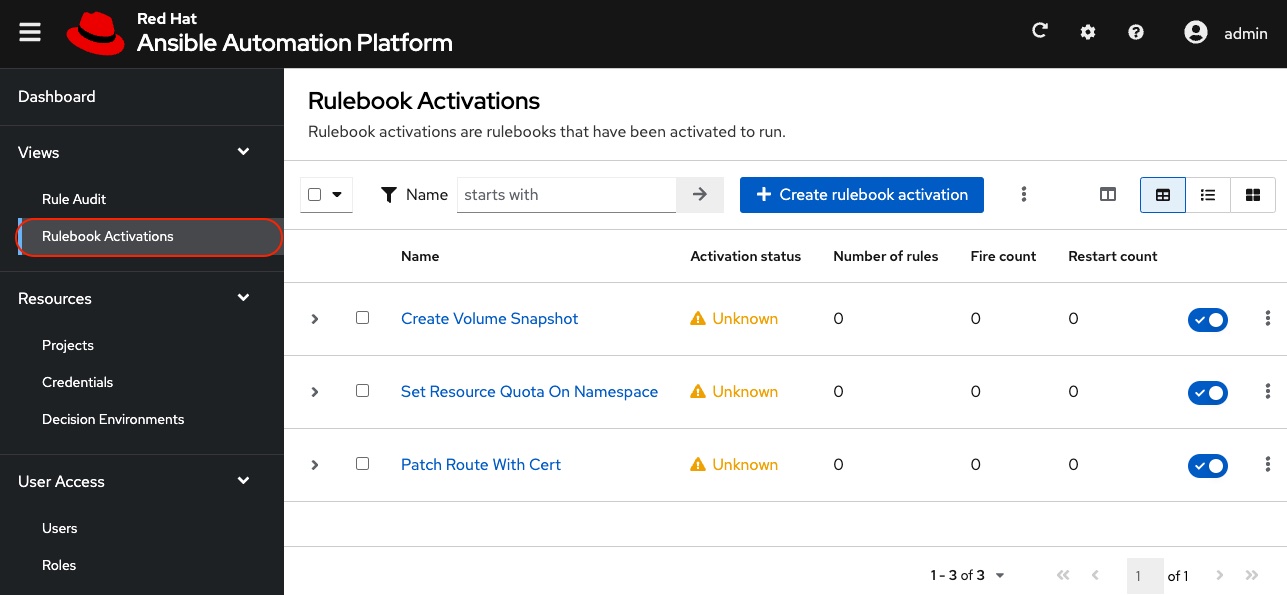 Red Hat
Ansible Automation Platform
admin
Dashboard
Views
Rule Audit
Rulebook Activations
Resources
Projects
Credentials
Decision Environments
User Access
Users
Roles
Rulebook Activations
Rulebook activations are rulebooks that have been activated to run.
Name starts with Create rulebook activation
Name Activation status Number of rules Fire count Restart count
Create Volume Snapshot Unknown 0 0 0
Set Resource Quota On Namespace Unknown 0 0 0
Patch Route With Cert Unknown 0 0 0
1 - 3 of 3 1 of 1